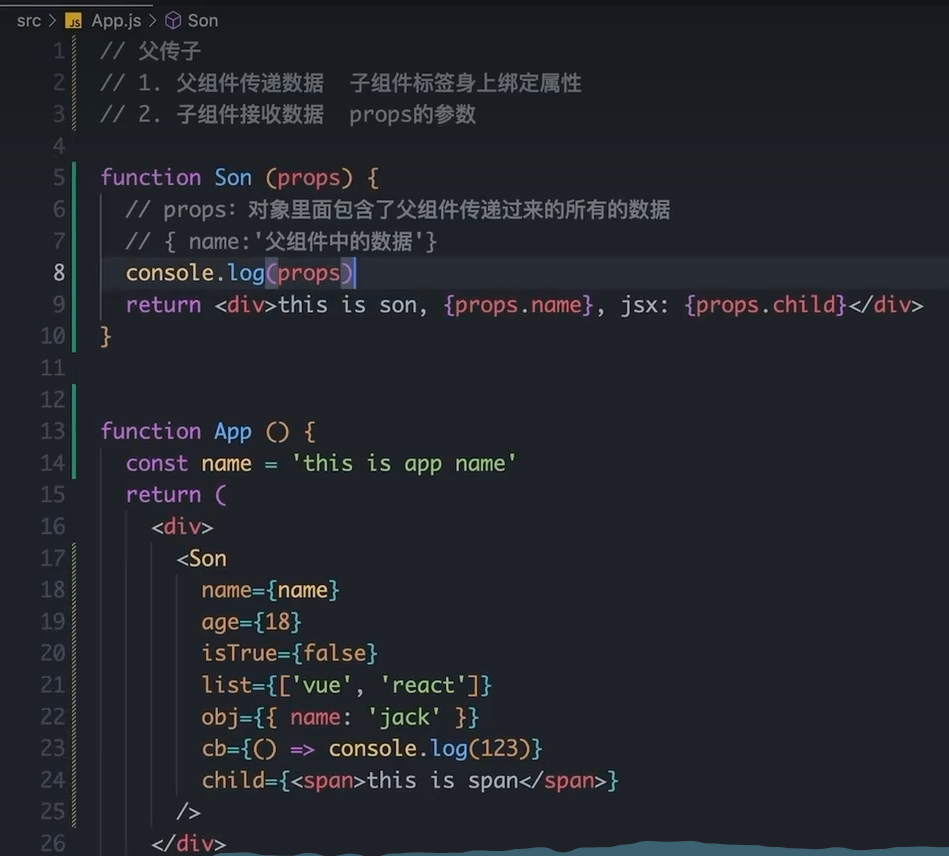 src > JS App.js > Son
1 // 父传子
2 // 1. 父组件传递数据  子组件标签身上绑定属性
3 // 2. 子组件接收数据  props的参数
4
5 function Son (props) {
6   // props: 对象里面包含了父组件传递过来的所有的数据
7   // { name:'父组件中的数据'}
8   console.log(props)
9   return <div>this is son, {props.name}, jsx: {props.child}</div>
10 }
11
12
13 function App () {
14   const name = 'this is app name'
15   return (
16     <div>
17       <Son
18         name={name}
19         age={18}
20         isTrue={false}
21         list={['vue', 'react']}
22         obj={{ name: 'jack' }}
23         cb={() => console.log(123)}
24         child={<span>this is span</span>}
25       />
26     </div>